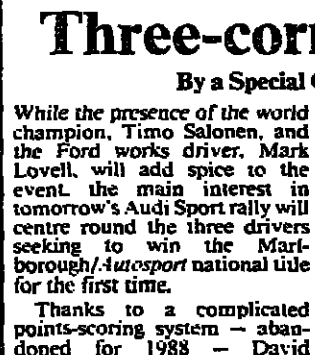 Three-cor
By a Special
While the presence of the world
champion, Timo Salonen, and
the Ford works driver, Mark
Lovell, will add spice to the
event, the main interest in
tomorrow's Audi Sport rally will
centre round the three drivers
seeking to win the Marl-
borough/Autosport national title
for the first time.
Thanks to a complicated
points-scoring system — aban-
doned for 1988 — David